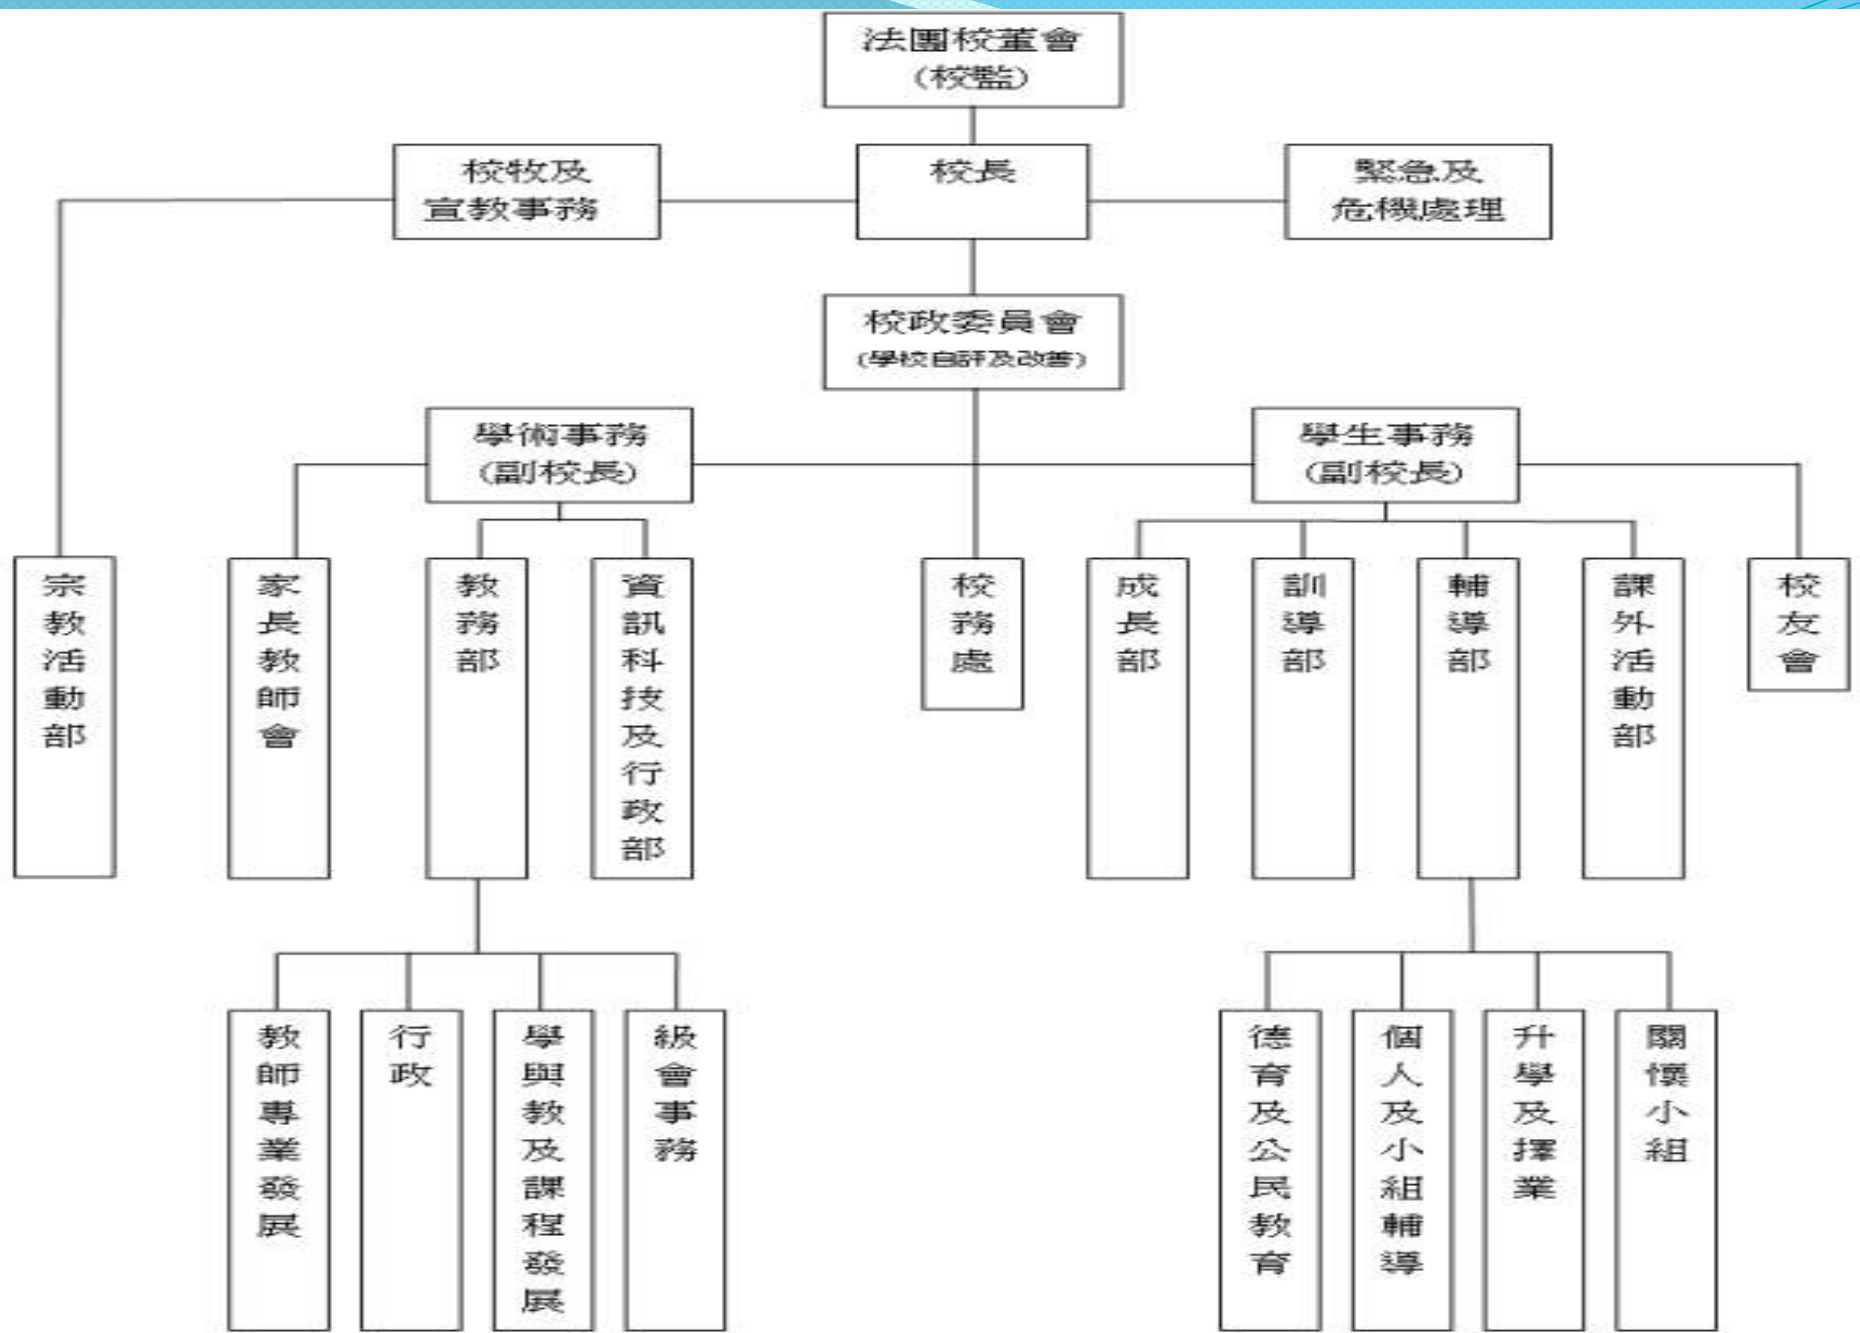 法團校董會
(校監)
校牧及
宣教事務
校長
緊急及
危機處理
校政委員會
(學校自評及改善)
學術事務
(副校長)
學生事務
(副校長)
宗教活動部
家長教師會
教務部
資訊科技及行政部
校務處
成長部
訓導部
輔導部
課外活動部
校友會
教師專業發展
行政
學與教及課程發展
級會事務
德育及公民教育
個人及小組輔導
升學及擇業
關懷小組